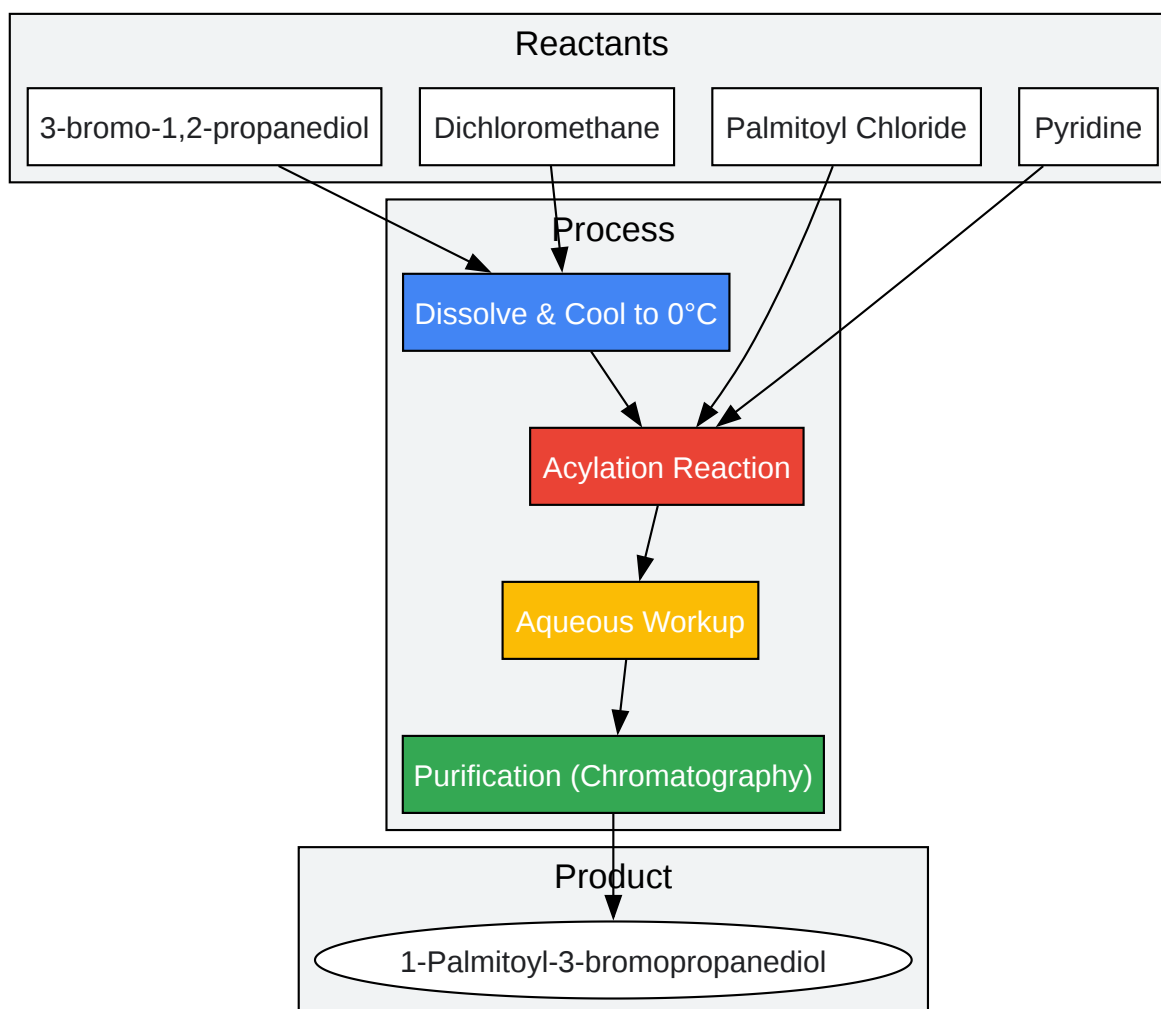 Reactants
3-bromo-1,2-propanediol
Dichloromethane
Palmitoyl Chloride
Pyridine
Process
Dissolve & Cool to 0°C
Acylation Reaction
Aqueous Workup
Purification (Chromatography)
Product
1-Palmitoyl-3-bromopropanediol